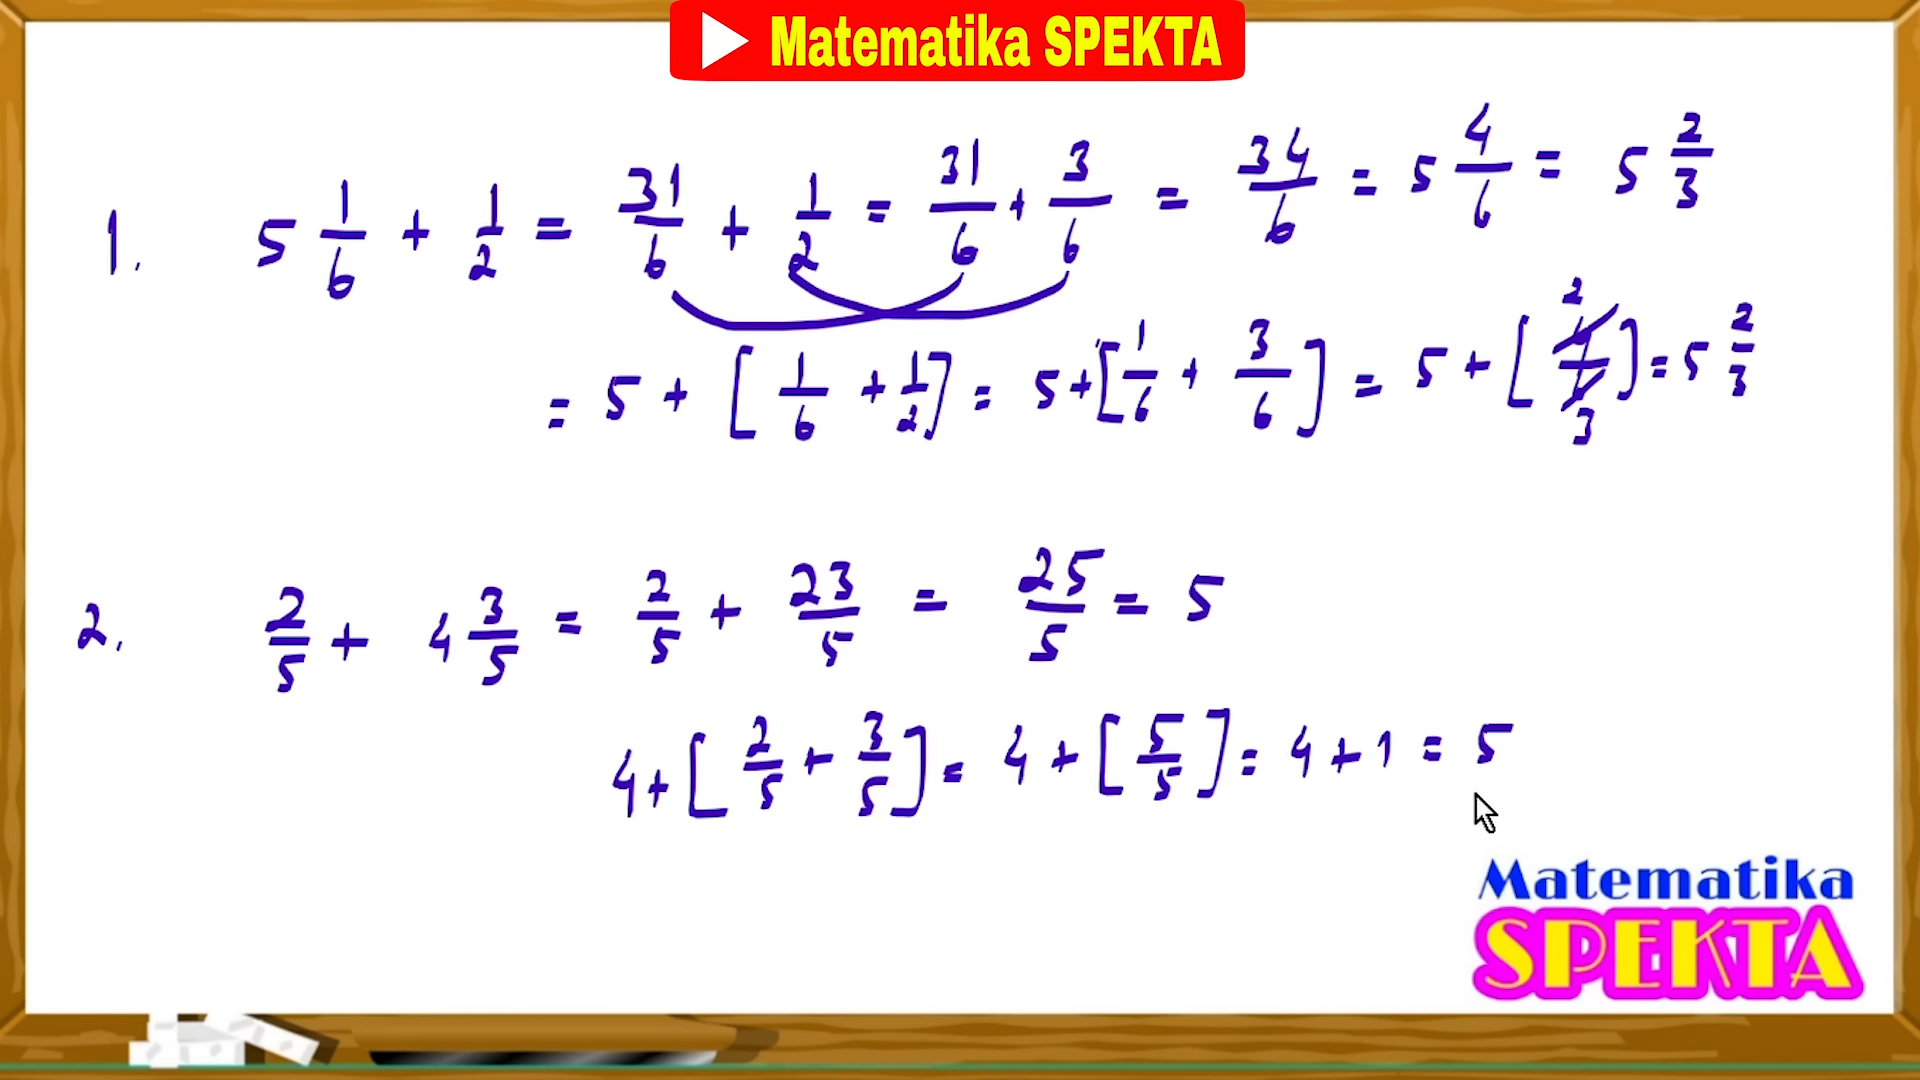 Matematika SPEKTA
1. 5 1/6 + 1/2 = 31/6 + 1/2 = 31/6 + 3/6 = 34/6 = 5 4/6 = 5 2/3
= 5 + [1/6 + 1/2] = 5 + [1/6 + 3/6] = 5 + [4/6 2/3] = 5 2/3
2. 2/5 + 4 3/5 = 2/5 + 23/5 = 25/5 = 5
4 + [2/5 + 3/5] = 4 + [5/5] = 4 + 1 = 5
Matematika
SPEKTA